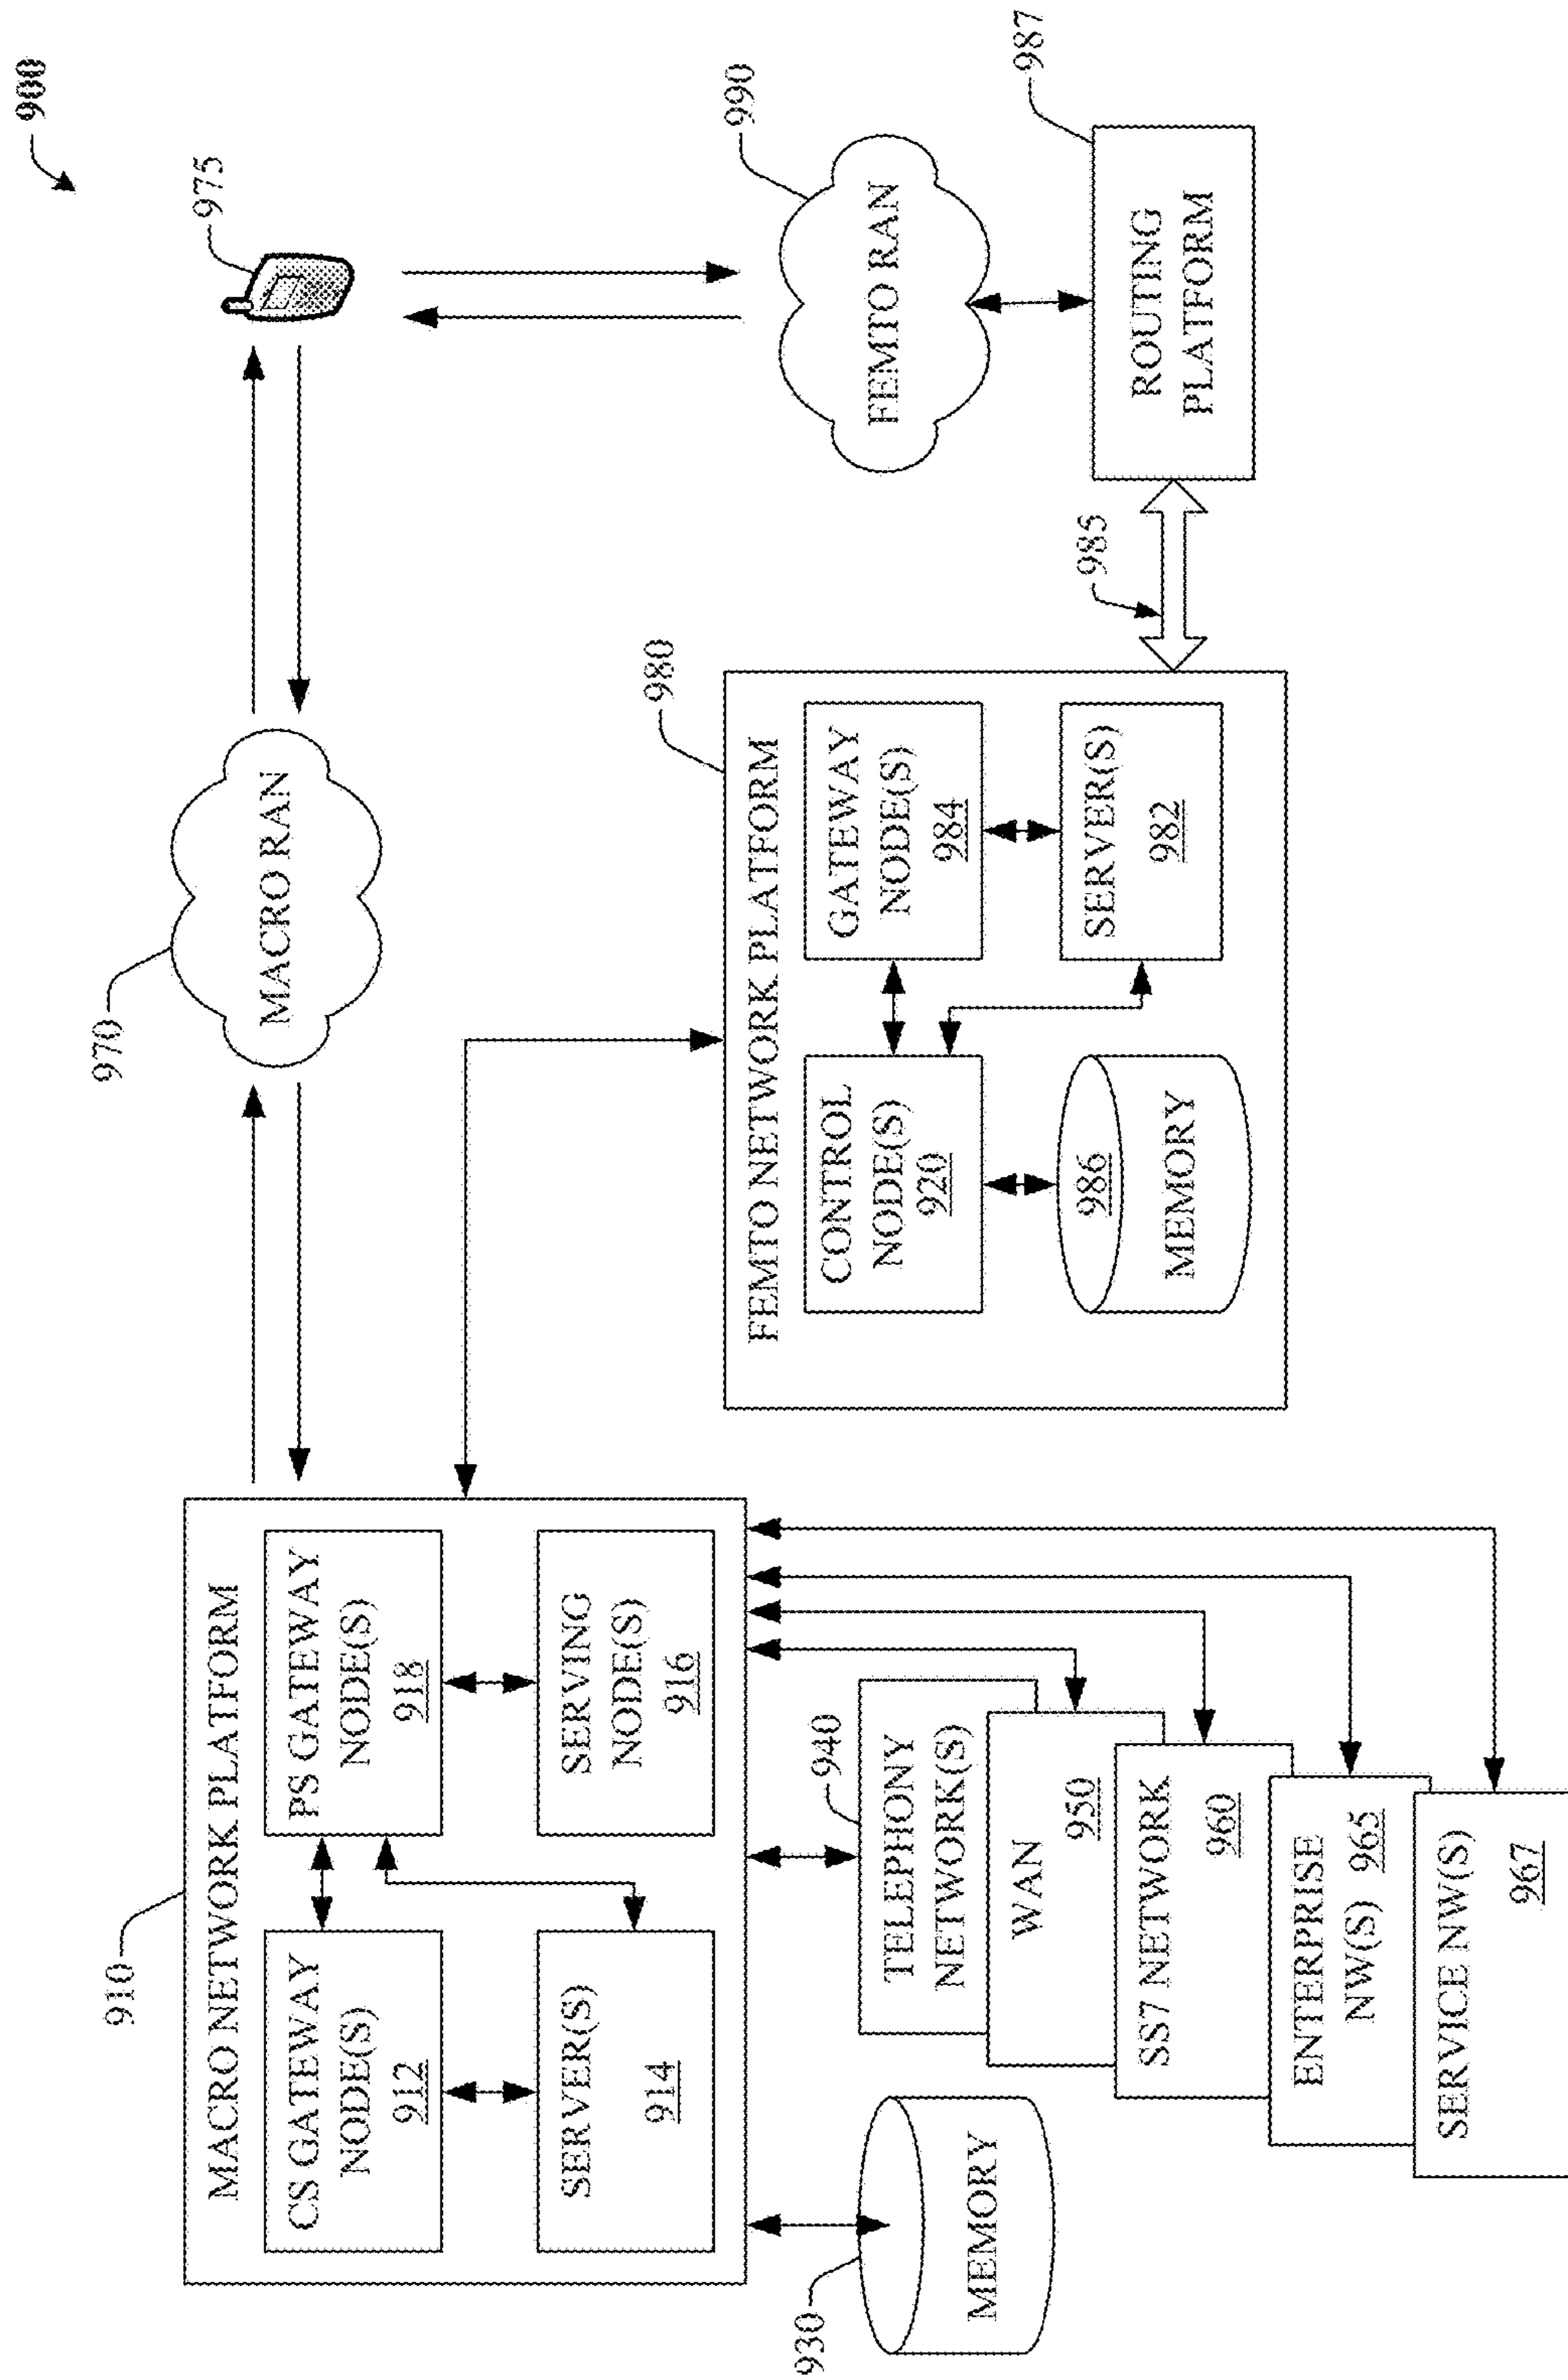 900
975
970
MACRO RAN
910
MACRO NETWORK PLATFORM
CS GATEWAY
NODE(S)
912
PS GATEWAY
NODE(S)
918
SERVER(S)
914
SERVING
NODE(S)
916
980
FEMTO NETWORK PLATFORM
CONTROL
NODE(S)
920
GATEWAY
NODE(S)
984
986
MEMORY
SERVER(S)
982
990
FEMTO RAN
985
987
ROUTING
PLATFORM
930
MEMORY
940
TELEPHONY
NETWORK(S)
WAN
950
SS7 NETWORK
960
ENTERPRISE
NW(S) 965
SERVICE NW(S)
967